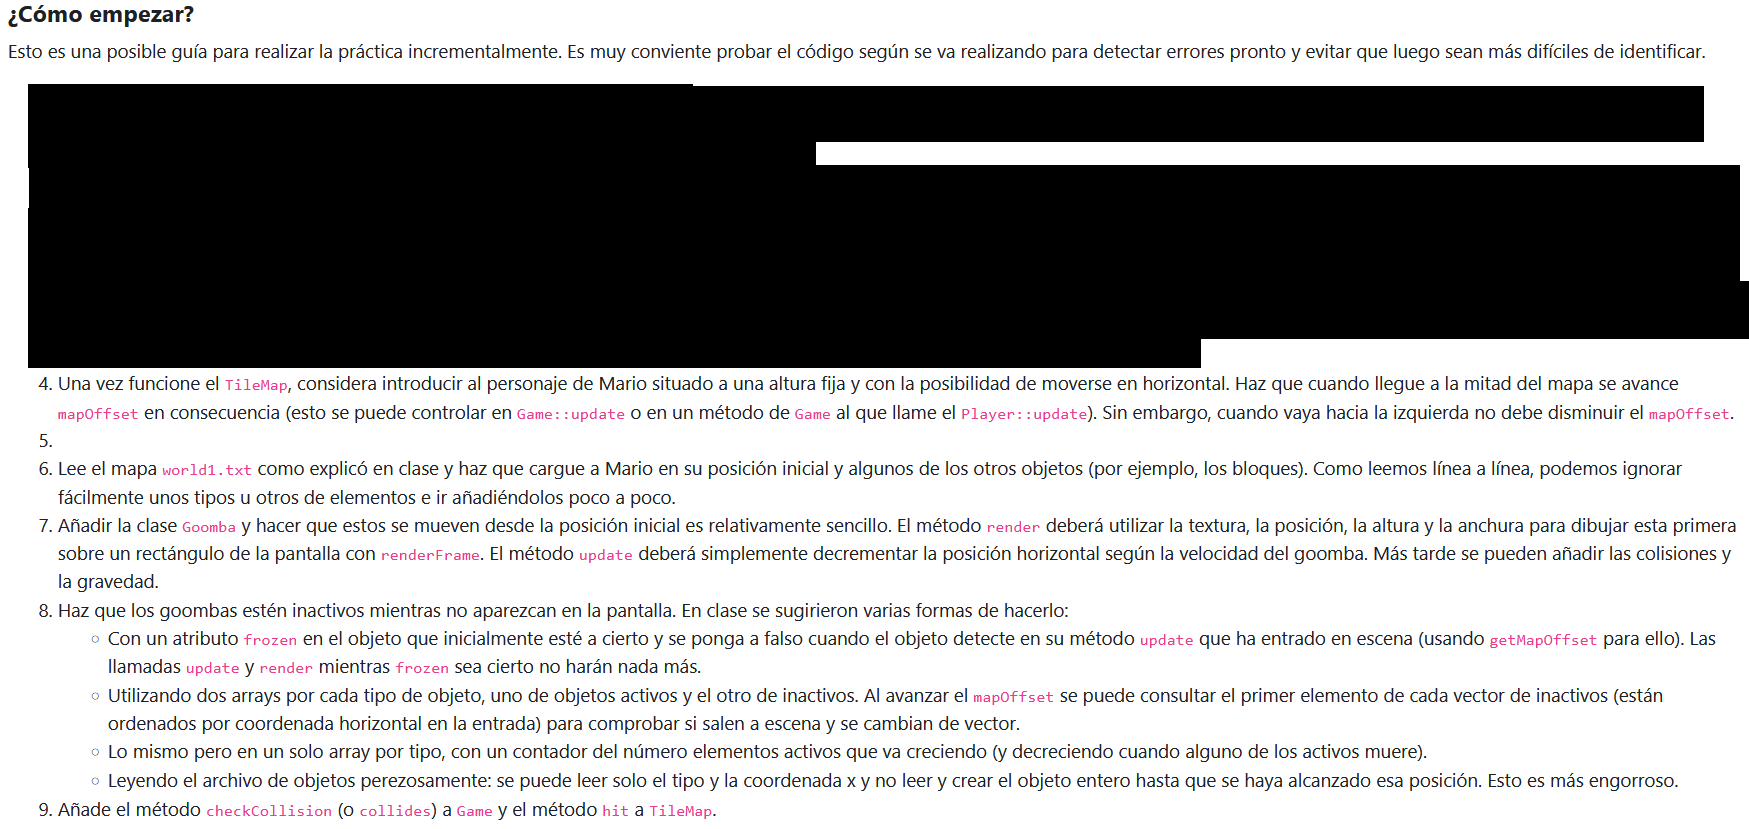 ¿Cómo empezar?
Esto es una posible guía para realizar la práctica incrementalmente. Es muy conviente probar el código según se va realizando para detectar errores pronto y evitar que luego sean más difíciles de identificar.
4. Una vez funcione el TileMap, considera introducir al personaje de Mario situado a una altura fija y con la posibilidad de moverse en horizontal. Haz que cuando llegue a la mitad del mapa se avance
mapOffset en consecuencia (esto se puede controlar en Game::update o en un método de Game al que llame el Player::update). Sin embargo, cuando vaya hacia la izquierda no debe disminuir el mapOffset.
5.
6. Lee el mapa world1.txt como explicó en clase y haz que cargue a Mario en su posición inicial y algunos de los otros objetos (por ejemplo, los bloques). Como leemos línea a línea, podemos ignorar
fácilmente unos tipos u otros de elementos e ir añadiéndolos poco a poco.
7. Añadir la clase Goomba y hacer que estos se mueven desde la posición inicial es relativamente sencillo. El método render deberá utilizar la textura, la posición, la altura y la anchura para dibujar esta primera
sobre un rectángulo de la pantalla con renderFrame. El método update deberá simplemente decrementar la posición horizontal según la velocidad del goomba. Más tarde se pueden añadir las colisiones y
la gravedad.
8. Haz que los goombas estén inactivos mientras no aparezcan en la pantalla. En clase se sugirieron varias formas de hacerlo:
◦ Con un atributo frozen en el objeto que inicialmente esté a cierto y se ponga a falso cuando el objeto detecte en su método update que ha entrado en escena (usando getMapOffset para ello). Las
llamadas update y render mientras frozen sea cierto no harán nada más.
◦ Utilizando dos arrays por cada tipo de objeto, uno de objetos activos y el otro de inactivos. Al avanzar el mapOffset se puede consultar el primer elemento de cada vector de inactivos (están
ordenados por coordenada horizontal en la entrada) para comprobar si salen a escena y se cambian de vector.
◦ Lo mismo pero en un solo array por tipo, con un contador del número elementos activos que va creciendo (y decreciendo cuando alguno de los activos muere).
◦ Leyendo el archivo de objetos perezosamente: se puede leer solo el tipo y la coordenada x y no leer y crear el objeto entero hasta que se haya alcanzado esa posición. Esto es más engorroso.
9. Añade el método checkCollision (o collides) a Game y el método hit a TileMap.